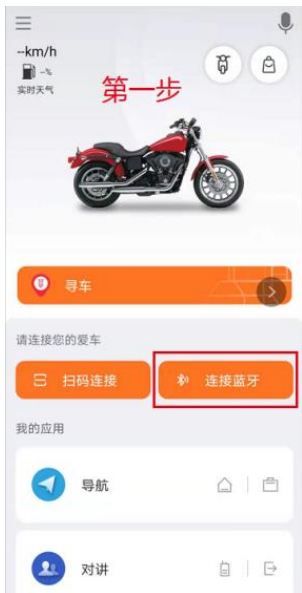 --km/h
--%
实时天气
第一步
寻车
请连接您的爱车
扫码连接
连接蓝牙
我的应用
导航
对讲